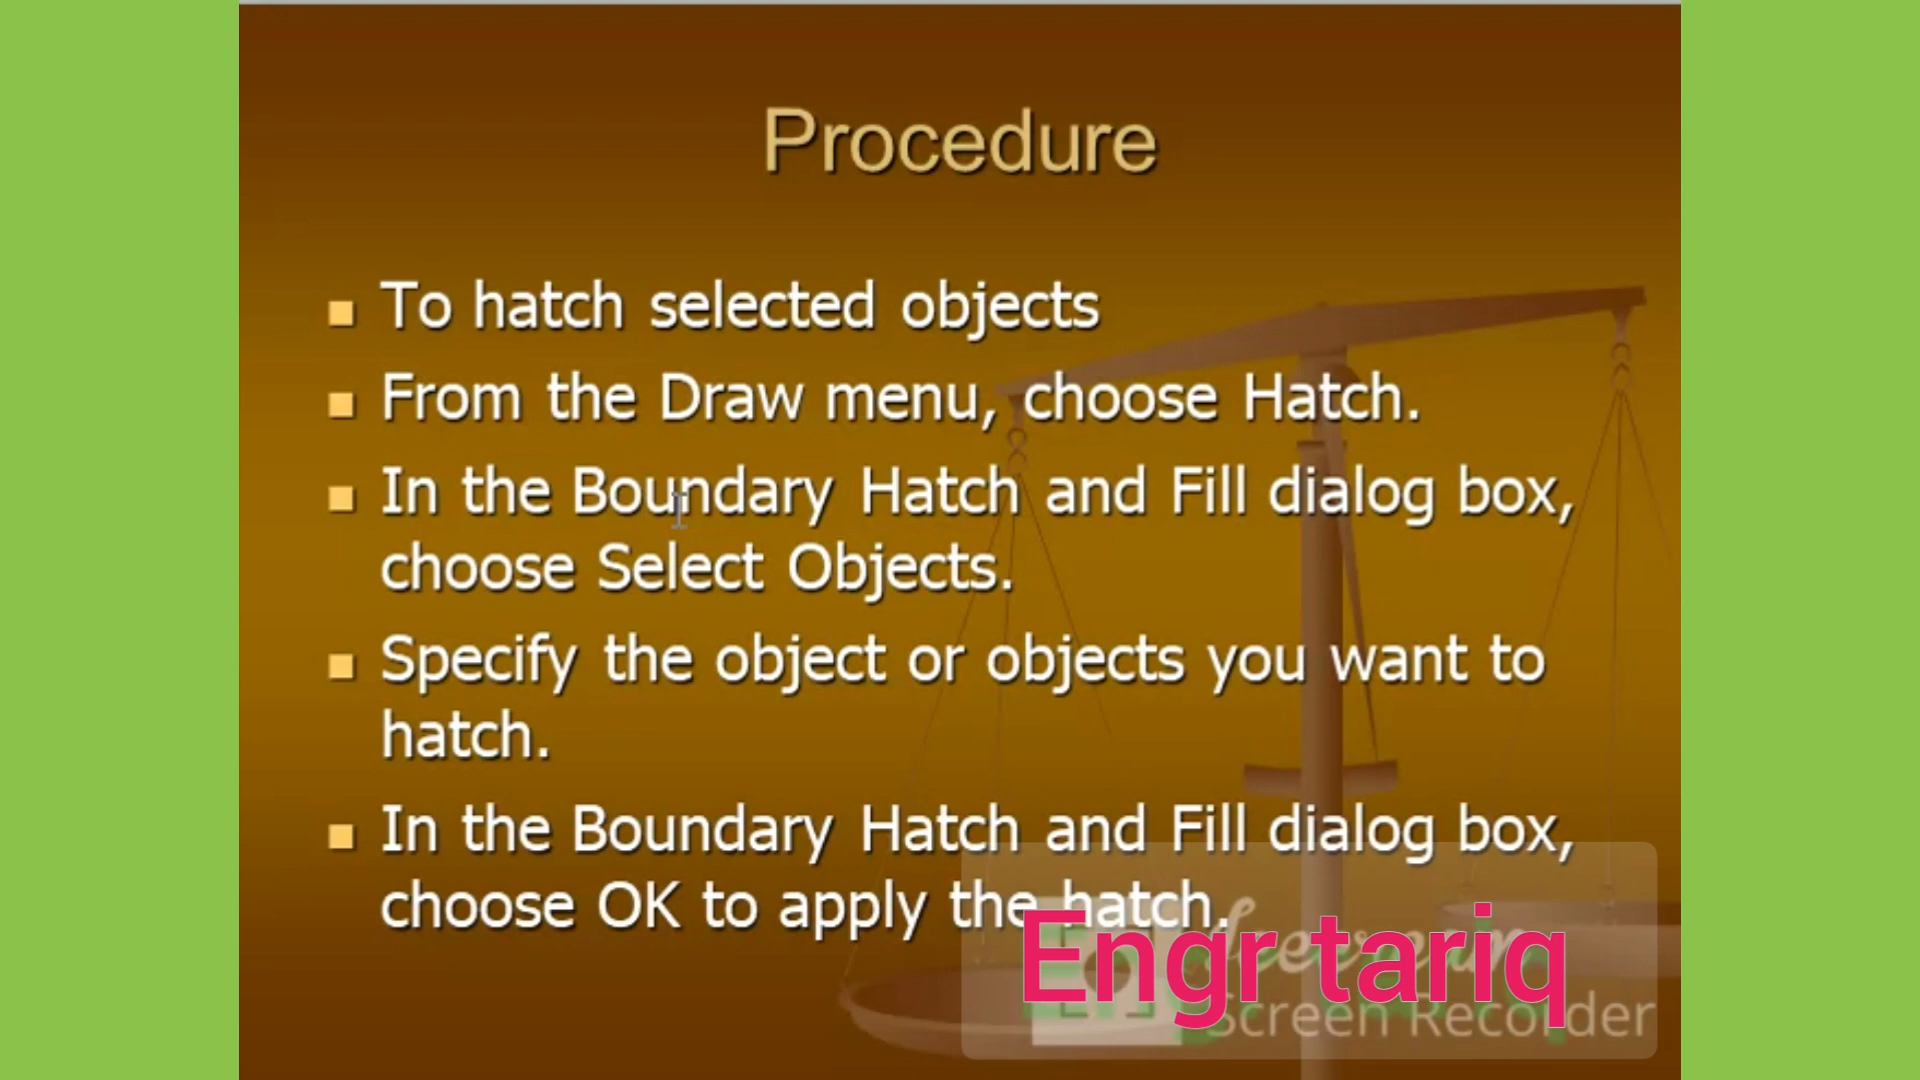 Procedure
To hatch selected objects
From the Draw menu, choose Hatch.
In the Boundary Hatch and Fill dialog box,
choose Select Objects.
Specify the object or objects you want to
hatch.
In the Boundary Hatch and Fill dialog box,
choose OK to apply the hatch.
Engr tariq
Screen Recorder